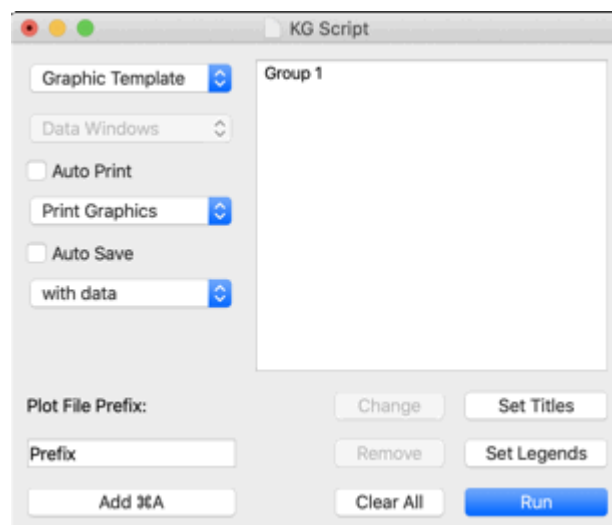 KG Script
Graphic Template
Data Windows
Auto Print
Print Graphics
Auto Save
with data
Group 1
Plot File Prefix:
Change
Set Titles
Prefix
Remove
Set Legends
Add ⌘A
Clear All
Run